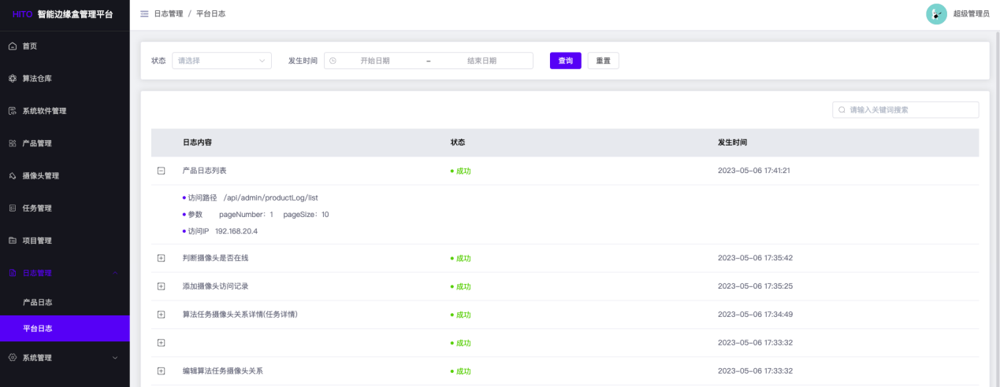 HITO 智能边缘盒管理平台
日志管理 / 平台日志
超级管理员
首页
算法仓库
系统软件管理
产品管理
摄像头管理
任务管理
项目管理
日志管理
产品日志
平台日志
系统管理
状态 请选择 发生时间 开始日期 – 结束日期 查询 重置
请输入关键词搜索
日志内容 状态 发生时间
产品日志列表 成功 2023-05-06 17:41:21
访问路径 /api/admin/productLog/list
参数 pageNumber: 1 pageSize: 10
访问IP 192.168.20.4
判断摄像头是否在线 成功 2023-05-06 17:35:42
添加摄像头访问记录 成功 2023-05-06 17:35:25
算法任务摄像头关系详情(任务详情) 成功 2023-05-06 17:34:49
成功 2023-05-06 17:33:32
编辑算法任务摄像头关系 成功 2023-05-06 17:33:32